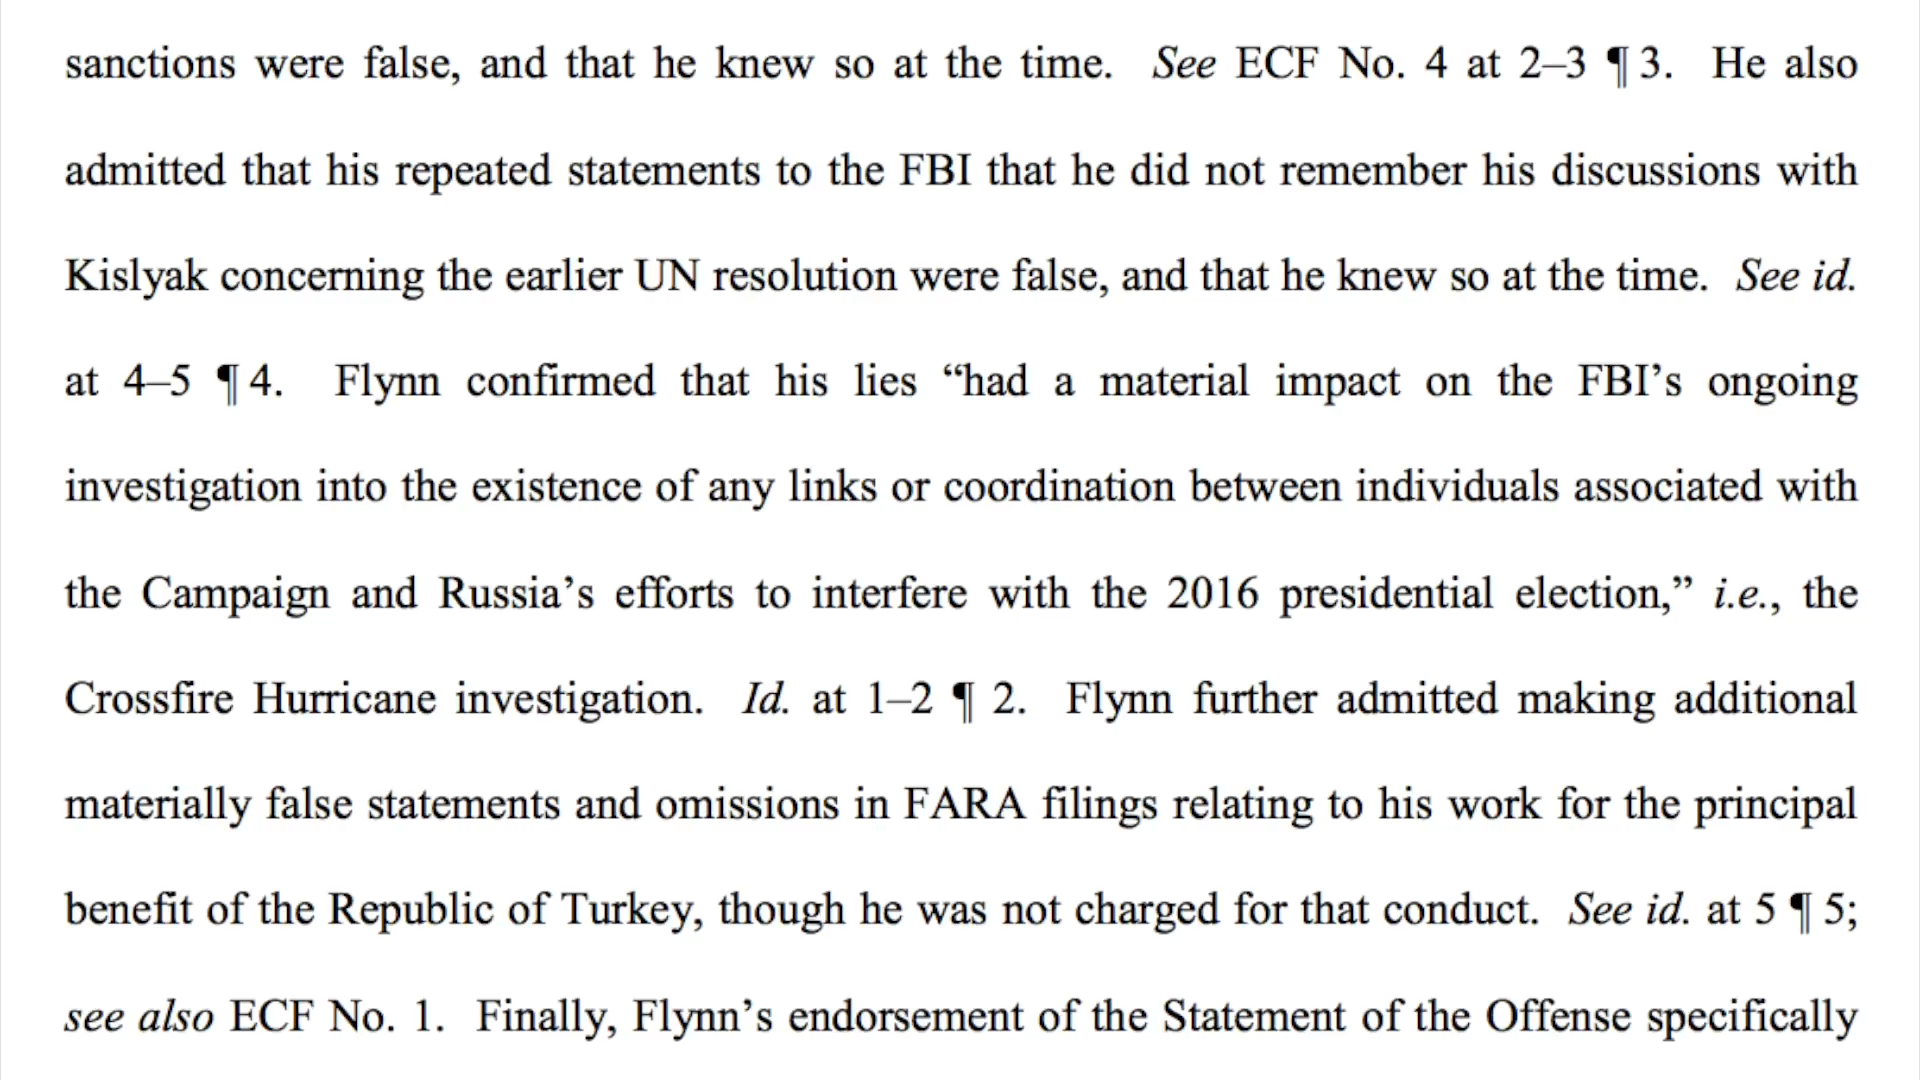 sanctions were false, and that he knew so at the time. See ECF No. 4 at 2–3 ¶ 3. He also
admitted that his repeated statements to the FBI that he did not remember his discussions with
Kislyak concerning the earlier UN resolution were false, and that he knew so at the time. See id.
at 4–5 ¶ 4. Flynn confirmed that his lies “had a material impact on the FBI’s ongoing
investigation into the existence of any links or coordination between individuals associated with
the Campaign and Russia’s efforts to interfere with the 2016 presidential election,” i.e., the
Crossfire Hurricane investigation. Id. at 1–2 ¶ 2. Flynn further admitted making additional
materially false statements and omissions in FARA filings relating to his work for the principal
benefit of the Republic of Turkey, though he was not charged for that conduct. See id. at 5 ¶ 5;
see also ECF No. 1. Finally, Flynn’s endorsement of the Statement of the Offense specifically